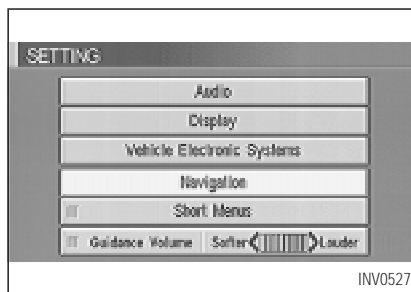 SETTING
Audio
Display
Vehicle Electronic Systems
Navigation
Short Menus
Guidance Volume Softer Louder
INV0527